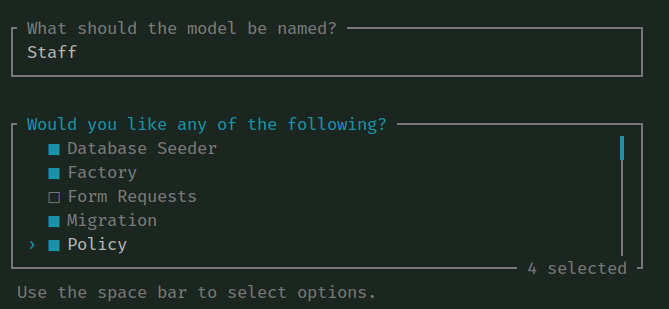 What should the model be named?
Staff
Would you like any of the following?
Database Seeder
Factory
Form Requests
Migration
› Policy
4 selected
Use the space bar to select options.